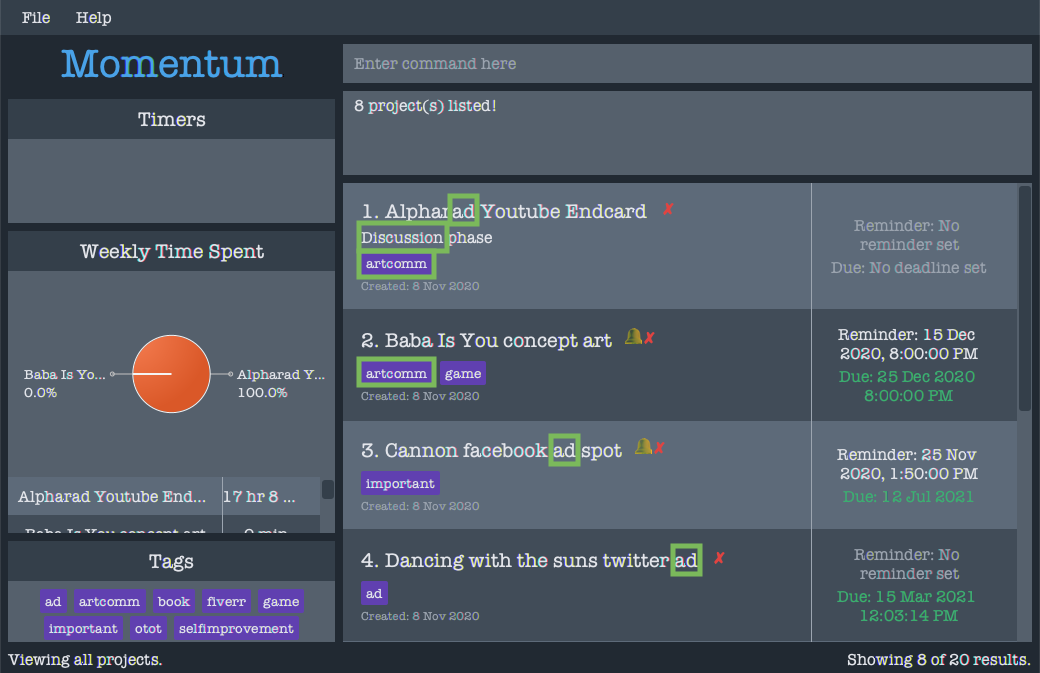 File Help
Momentum
Enter command here
8 project(s) listed!
Timers
Weekly Time Spent
Baba Is Yo...
0.0%
Alpharad Y...
100.0%
Alpharad Youtube End... 17 hr 8 ...
Baba Is You concept art 0 min
Tags
ad artcomm book fiverr game
important otot selfimprovement
1. Alpharad Youtube Endcard ✗
Discussion phase
artcomm
Created: 8 Nov 2020
Reminder: No
reminder set
Due: No deadline set
2. Baba Is You concept art ✗
artcomm game
Created: 8 Nov 2020
Reminder: 15 Dec
2020, 8:00:00 PM
Due: 25 Dec 2020
8:00:00 PM
3. Cannon facebook ad spot ✗
important
Created: 8 Nov 2020
Reminder: 25 Nov
2020, 1:50:00 PM
Due: 12 Jul 2021
4. Dancing with the suns twitter ad ✗
ad
Created: 8 Nov 2020
Reminder: No
reminder set
Due: 15 Mar 2021
12:03:14 PM
Viewing all projects.
Showing 8 of 20 results.